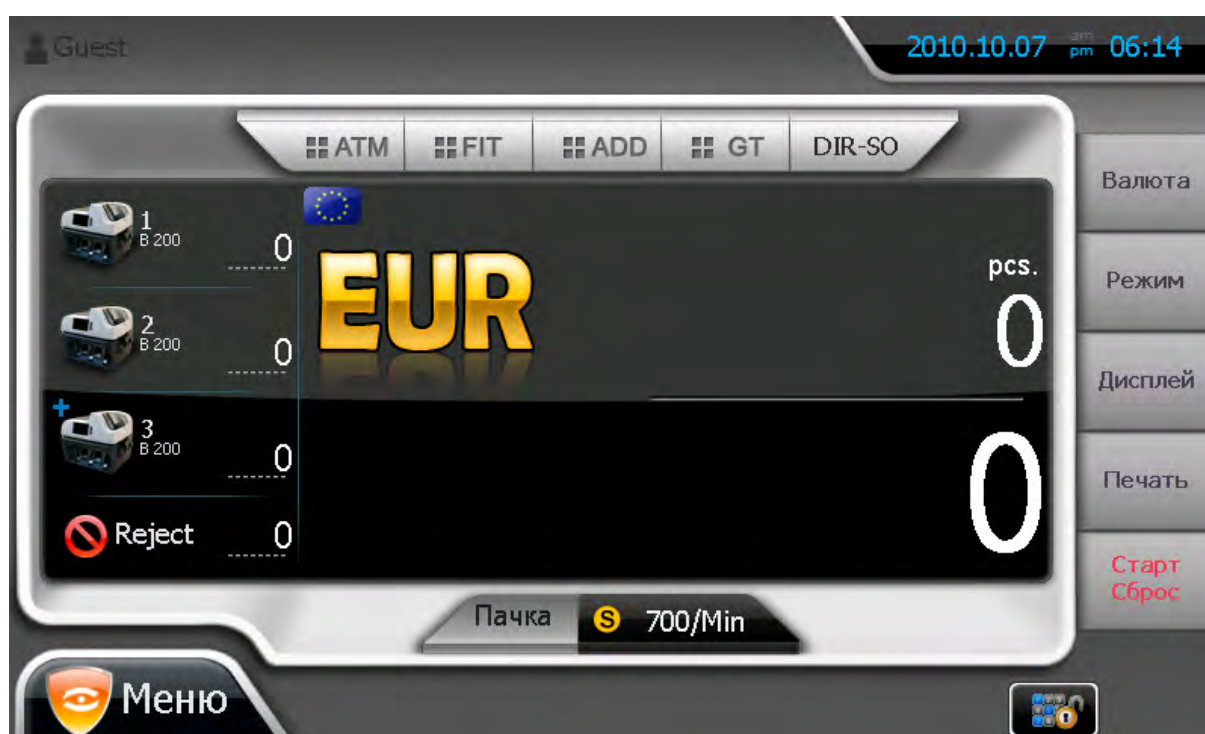 Guest
2010.10.07 am pm 06:14
ATM FIT ADD GT DIR-SO
Валюта
Режим
Дисплей
Печать
Старт
Сброс
1
B 200
0
2
B 200
0
3
B 200
0
Reject 0
EUR
pcs.
0
0
Пачка S 700/Min
Меню